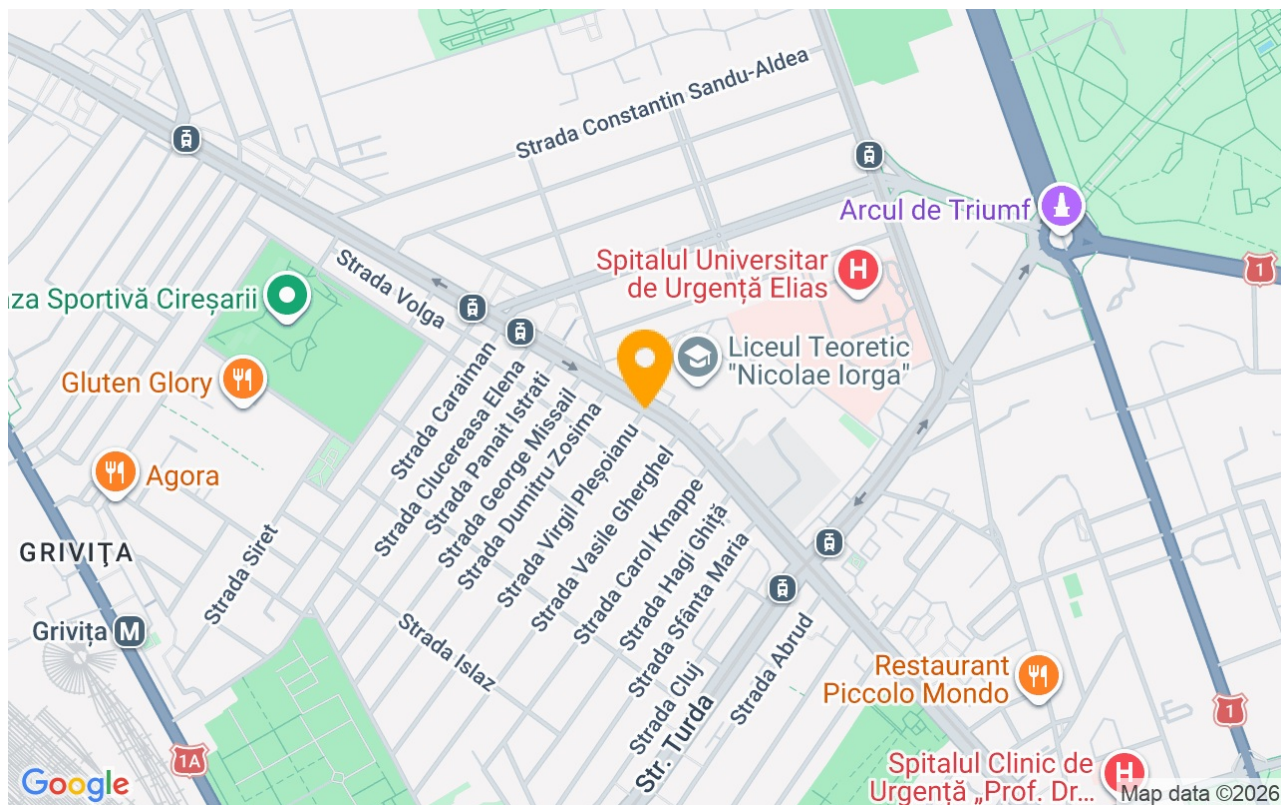 Strada Constantin Sandu-Aldea
Arcul de Triumf
Spitalul Universitar
de Urgență Elias
1
Strada Volga
aza Sportivă Cireșarii
Liceul Teoretic
"Nicolae Iorga"
Gluten Glory
Strada Caraiman
Strada Clucereasa Elena
Strada Panait Istrati
Strada George Missail
Strada Dumitru Zosima
Strada Virgil Pleșoianu
Strada Vasile Gherghel
Strada Carol Knappe
Strada Hagi Ghiță
Strada Sfânta Maria
Agora
GRIVIŢA
Strada Siret
Grivița M
Strada Islaz
Strada Cluj
Str. Turda
Strada Abrud
Restaurant
Piccolo Mondo
1
1A
Spitalul Clinic de
Urgență „Prof. Dr...
H
H
Google
Map data ©2026